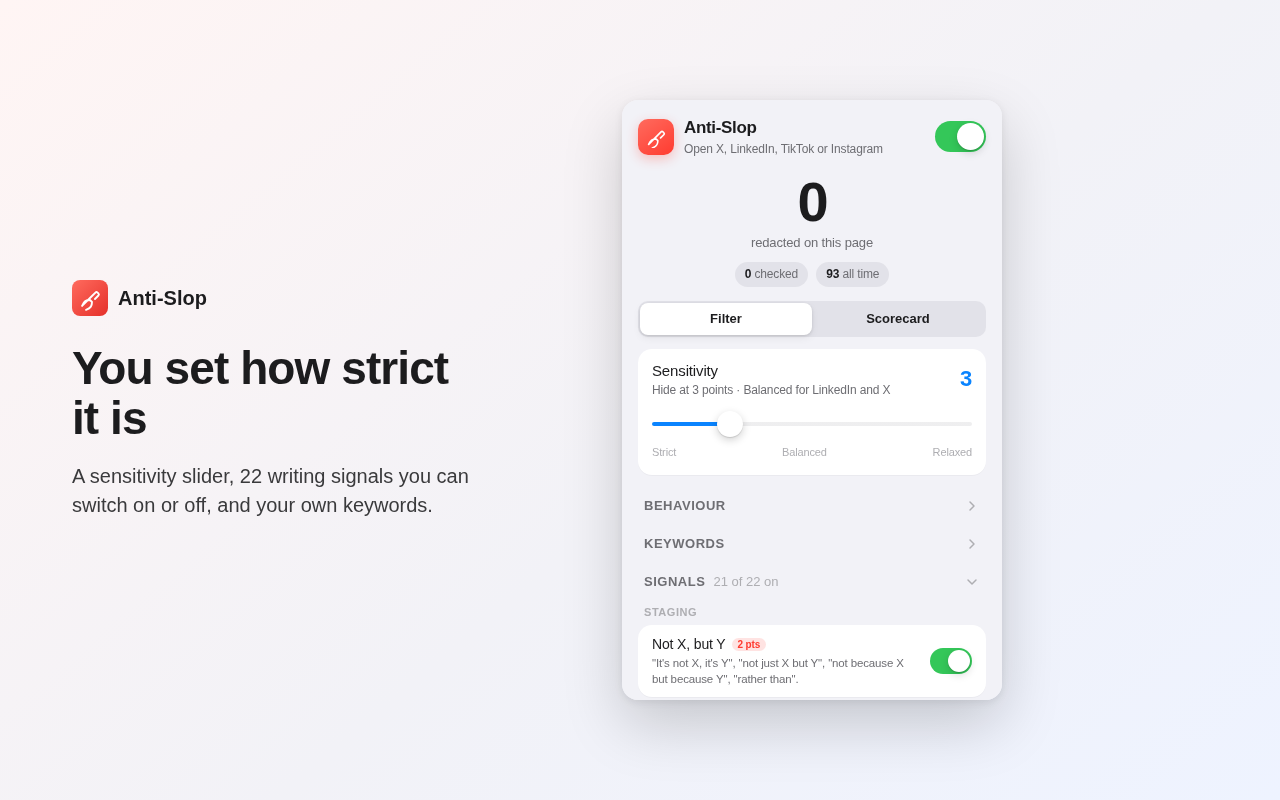 Anti-Slop
You set how strict
it is
A sensitivity slider, 22 writing signals you can
switch on or off, and your own keywords.
Anti-Slop
Open X, LinkedIn, TikTok or Instagram
0
redacted on this page
0 checked
93 all time
Filter
Scorecard
Sensitivity
Hide at 3 points · Balanced for LinkedIn and X
3
Strict
Balanced
Relaxed
BEHAVIOUR
KEYWORDS
SIGNALS 21 of 22 on
STAGING
Not X, but Y 2 pts
"It's not X, it's Y", "not just X but Y", "not because X
but because Y", "rather than".